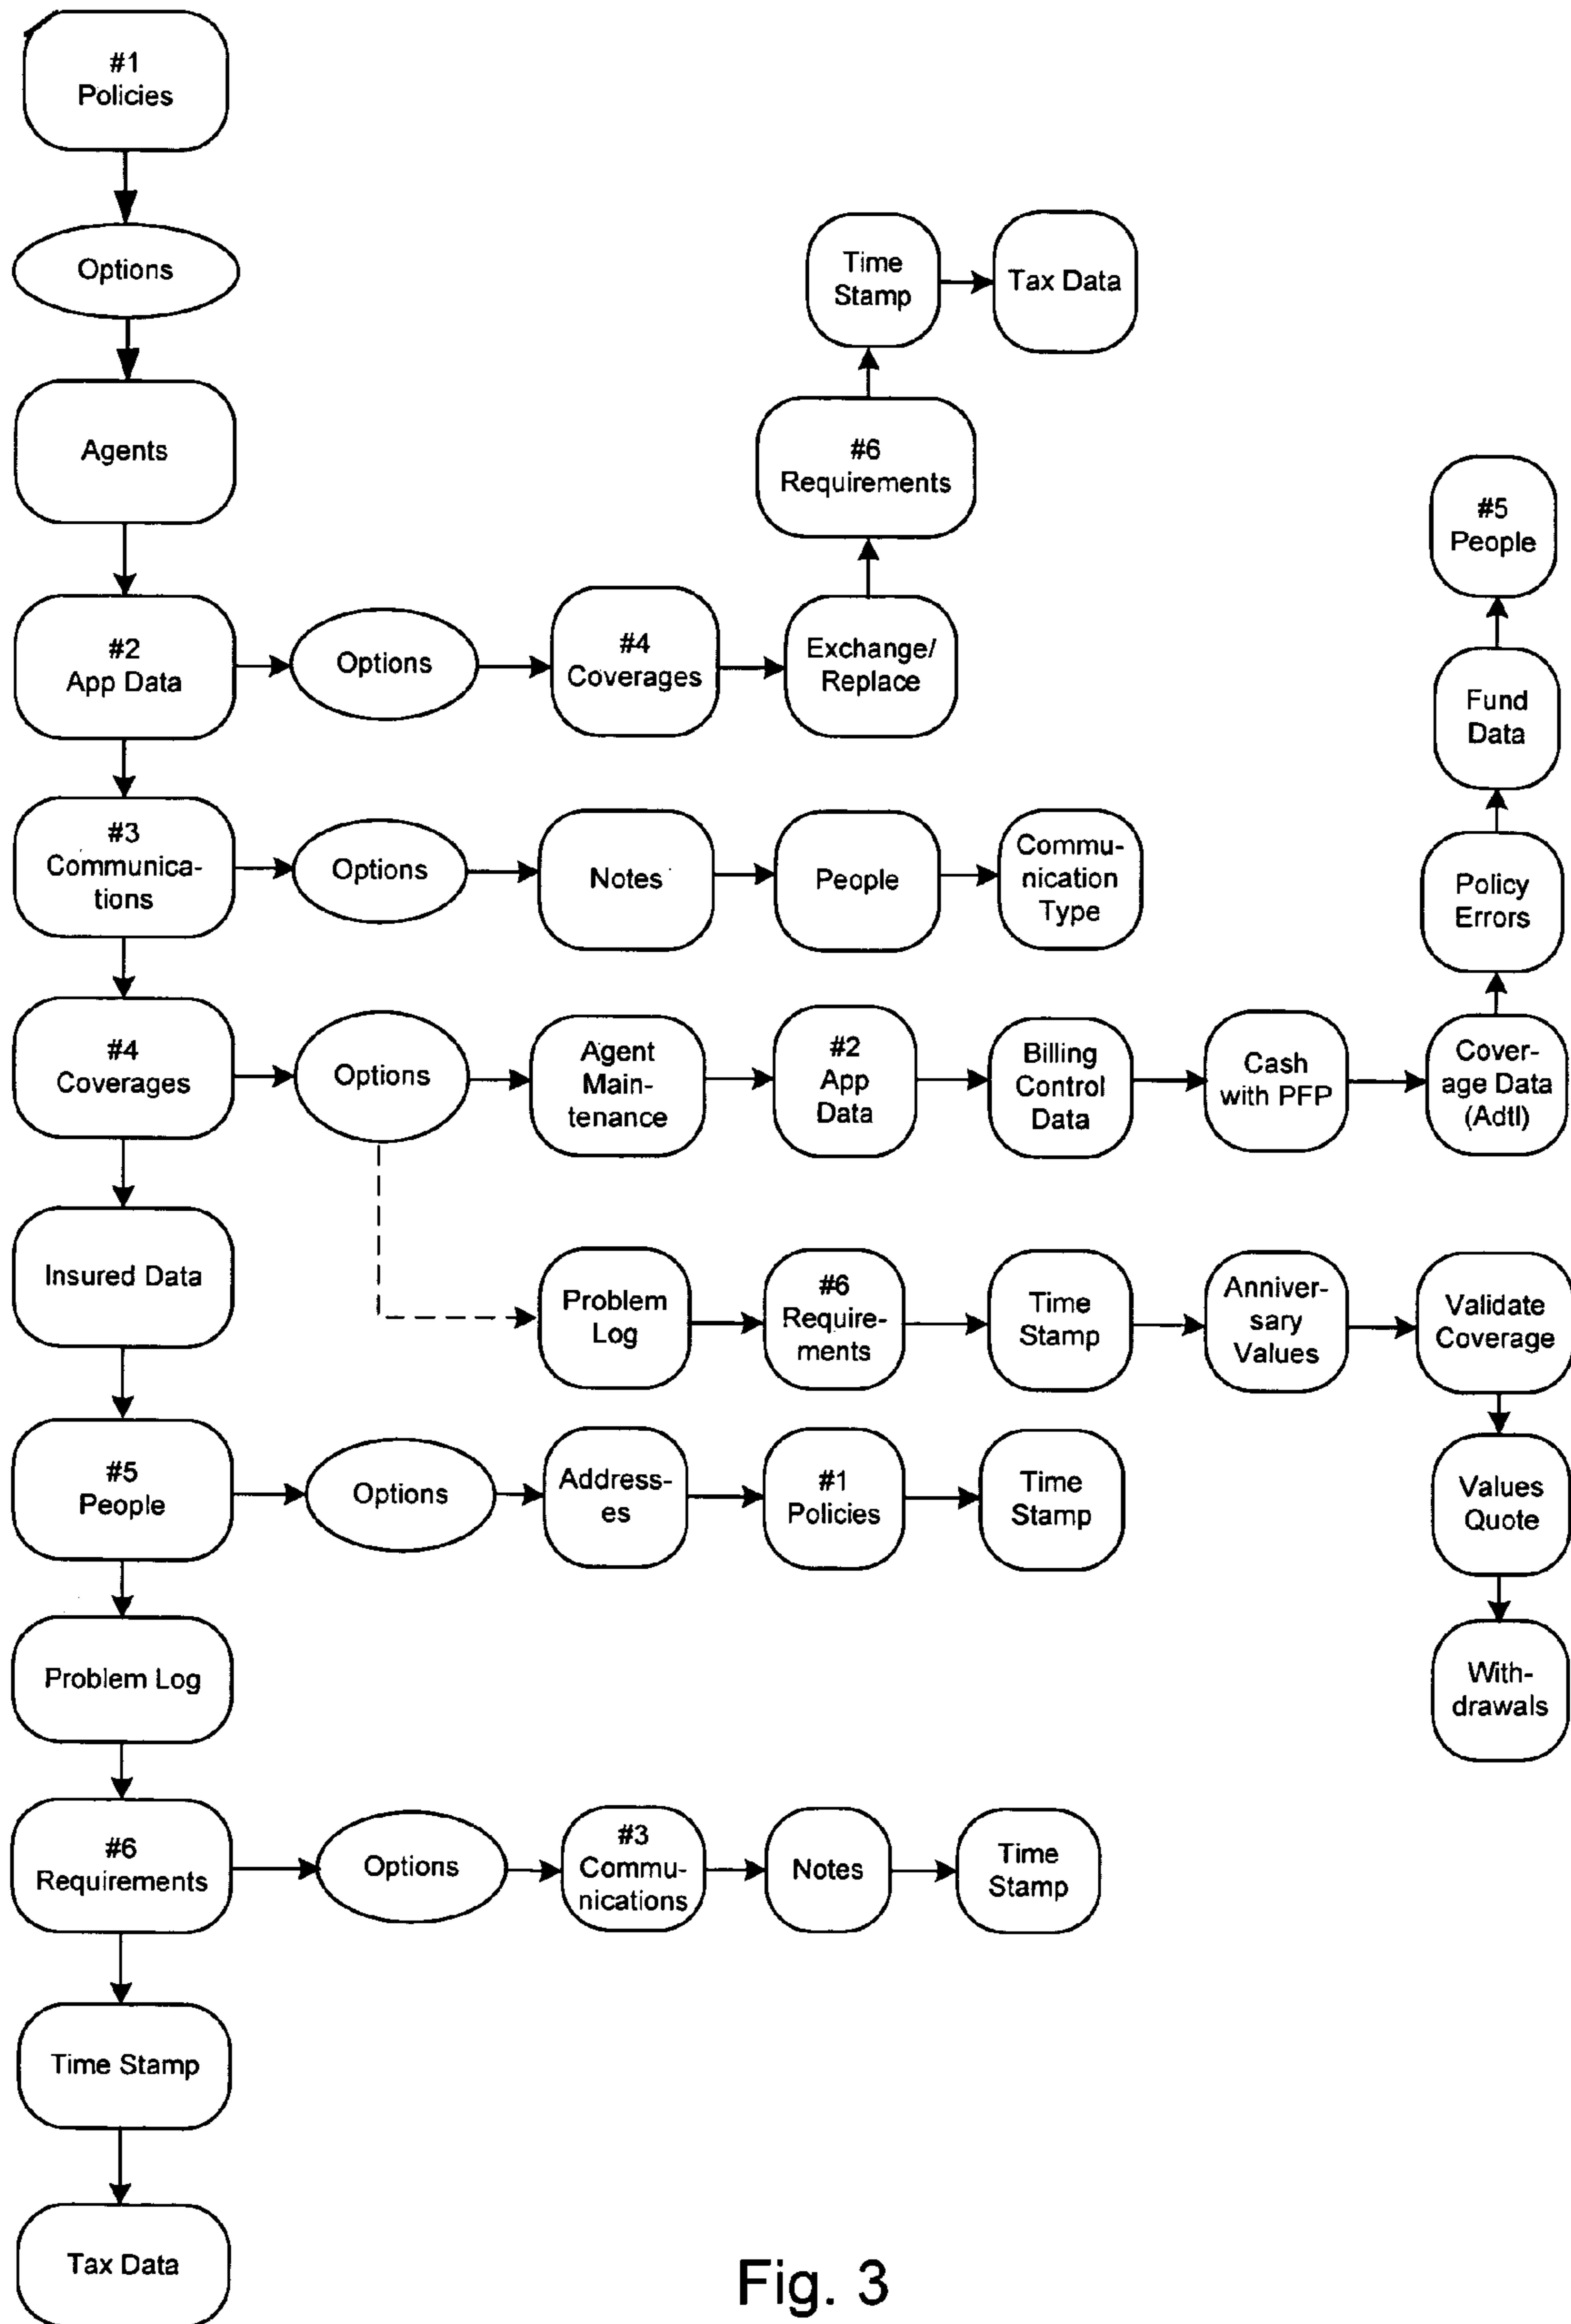 #1
Policies
Options
Agents
Time
Stamp
Tax Data
#6
Requirements
#5
People
#2
App Data
Options
#4
Coverages
Exchange/
Replace
Fund
Data
#3
Communica-
tions
Options
Notes
People
Commu-
nication
Type
Policy
Errors
#4
Coverages
Options
Agent
Main-
tenance
#2
App
Data
Billing
Control
Data
Cash
with PFP
Cover-
age Data
(Adtl)
Insured Data
Problem
Log
#6
Require-
ments
Time
Stamp
Anniver-
sary
Values
Validate
Coverage
#5
People
Options
Address-
es
#1
Policies
Time
Stamp
Values
Quote
Problem Log
With-
drawals
#6
Requirements
Options
#3
Commu-
nications
Notes
Time
Stamp
Time Stamp
Tax Data
Fig. 3